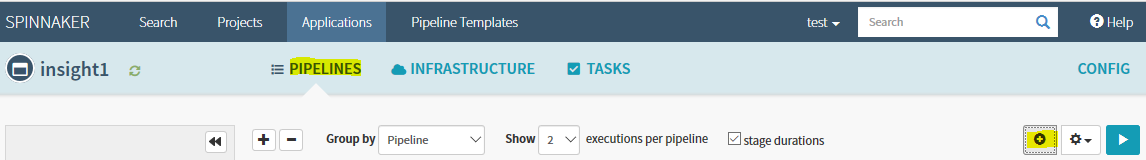 SPINNAKER Search Projects Applications Pipeline Templates test Search Help
insight1 PIPELINES INFRASTRUCTURE TASKS CONFIG
Group by Pipeline Show 2 executions per pipeline stage durations